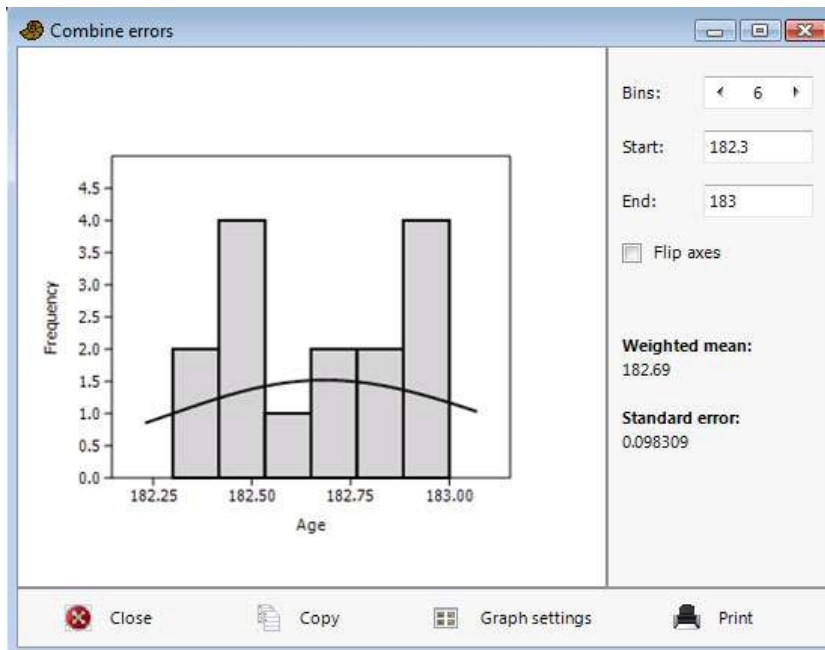 Combine errors
Bins: 6
Start: 182.3
End: 183
Flip axes
Weighted mean:
182.69
Standard error:
0.098309
4.5
4.0
3.5
3.0
2.5
2.0
1.5
1.0
0.5
0.0
Frequency
182.25 182.50 182.75 183.00
Age
Close Copy Graph settings Print